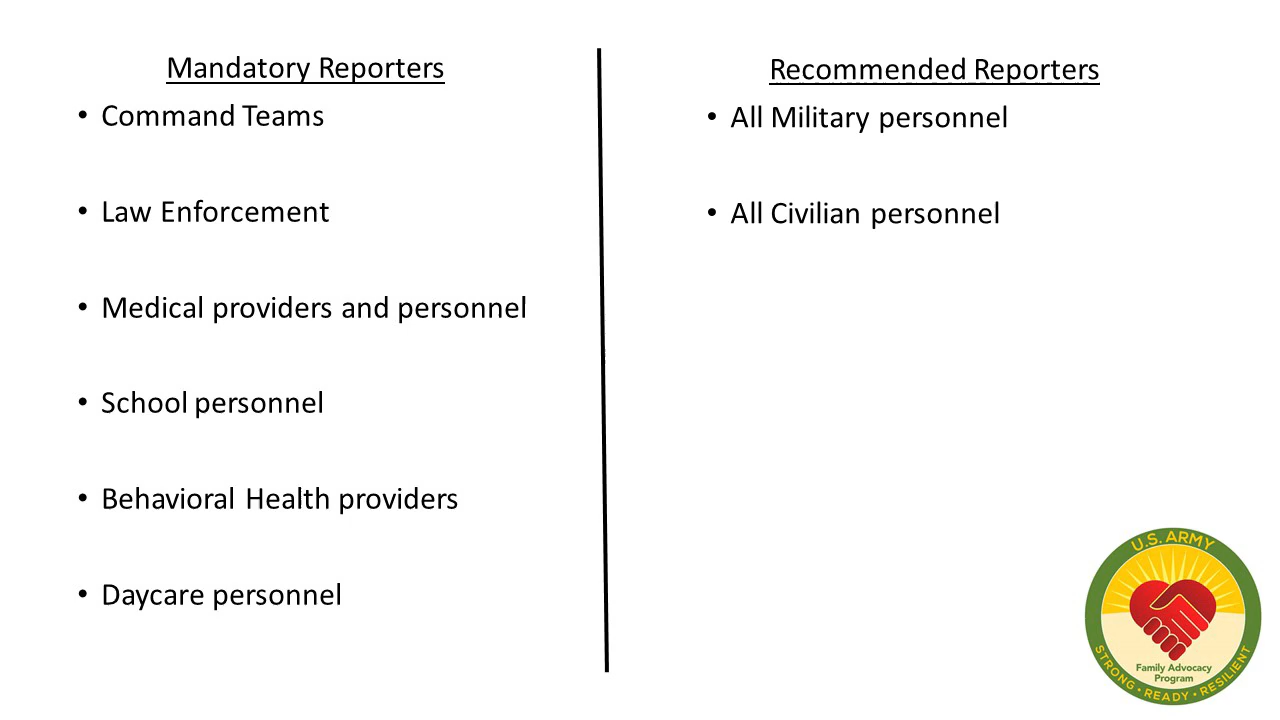 Mandatory Reporters
• Command Teams
• Law Enforcement
• Medical providers and personnel
• School personnel
• Behavioral Health providers
• Daycare personnel
Recommended Reporters
• All Military personnel
• All Civilian personnel
U.S. ARMY
Family Advocacy
Program
STRONG • READY • RESILIENT